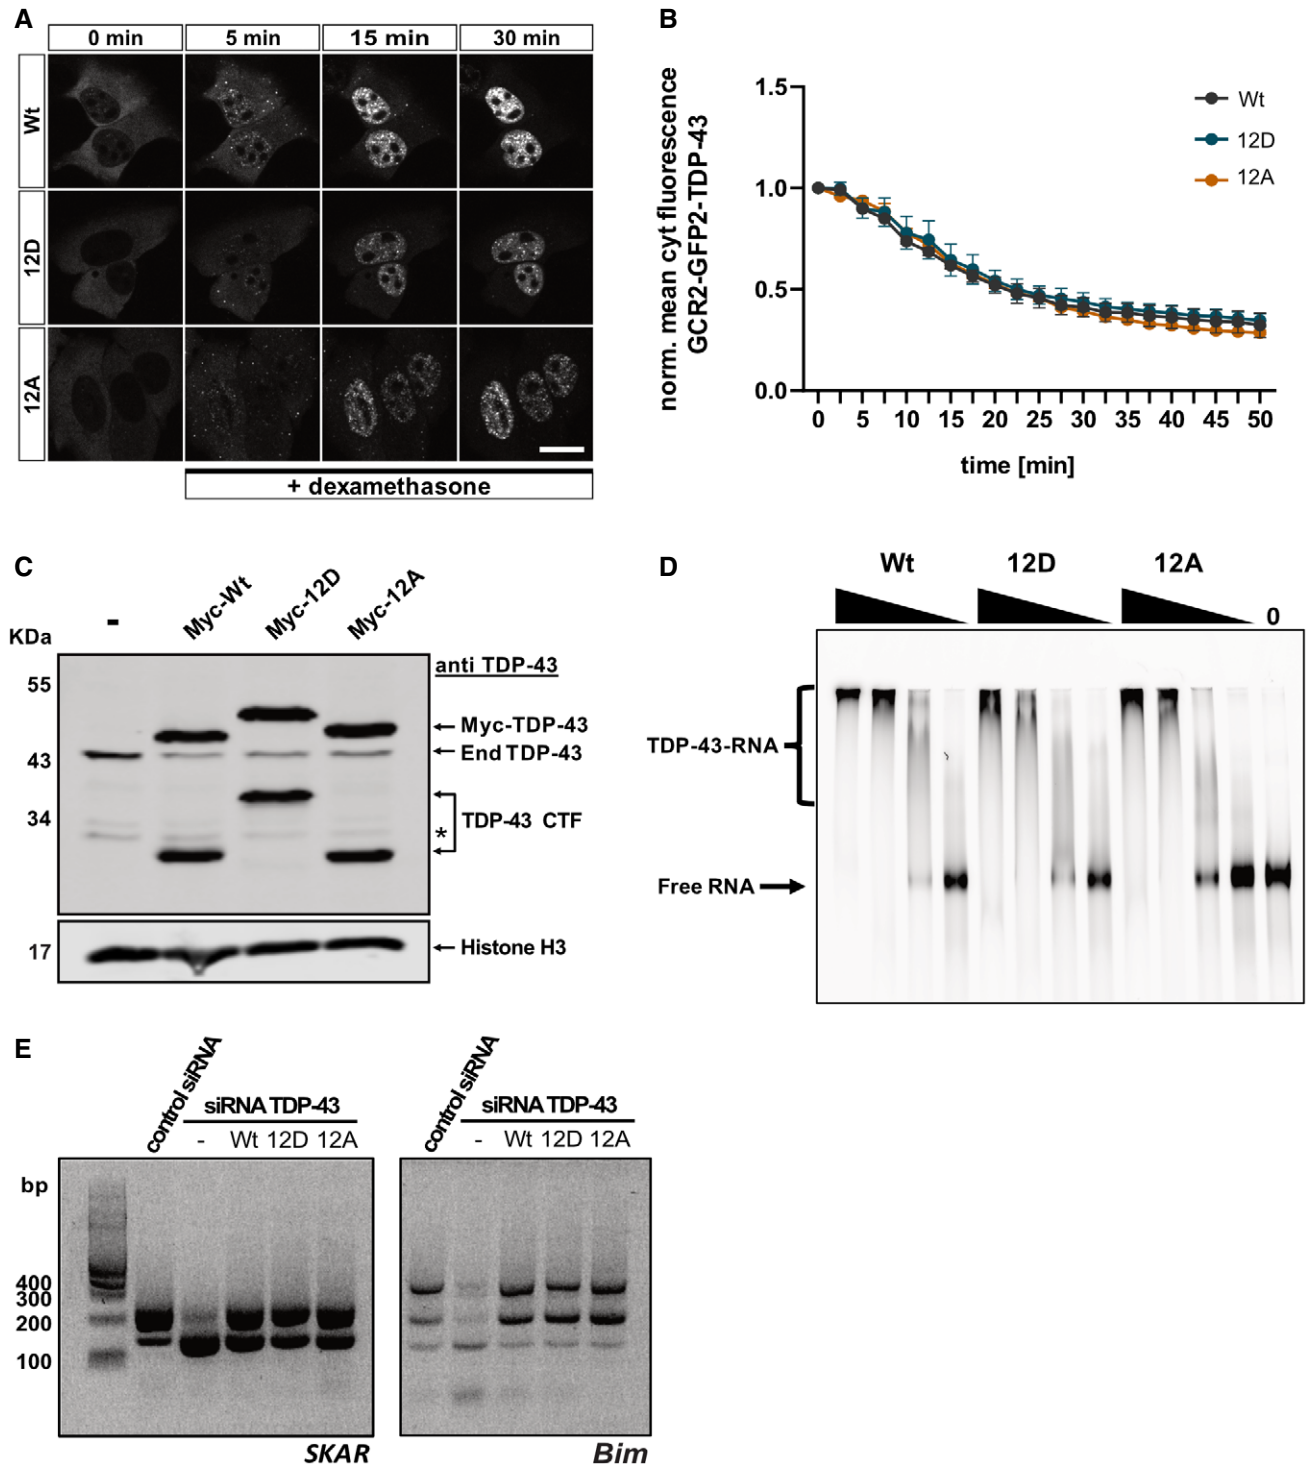 A
0 min 5 min 15 min 30 min
Wt
12D
12A
+ dexamethasone
B
norm. mean cyt fluorescence
GCR2-GFP2-TDP-43
1.5
1.0
0.5
0.0
0 5 10 15 20 25 30 35 40 45 50
time [min]
Wt
12D
12A
C
KDa
- Myc-Wt Myc-12D Myc-12A
55
43
34
17
anti TDP-43
Myc-TDP-43
End TDP-43
TDP-43 CTF
*
Histone H3
D
Wt 12D 12A 0
TDP-43-RNA
Free RNA
E
control siRNA
siRNA TDP-43
- Wt 12D 12A
bp
400
300
200
100
SKAR
control siRNA
siRNA TDP-43
- Wt 12D 12A
Bim